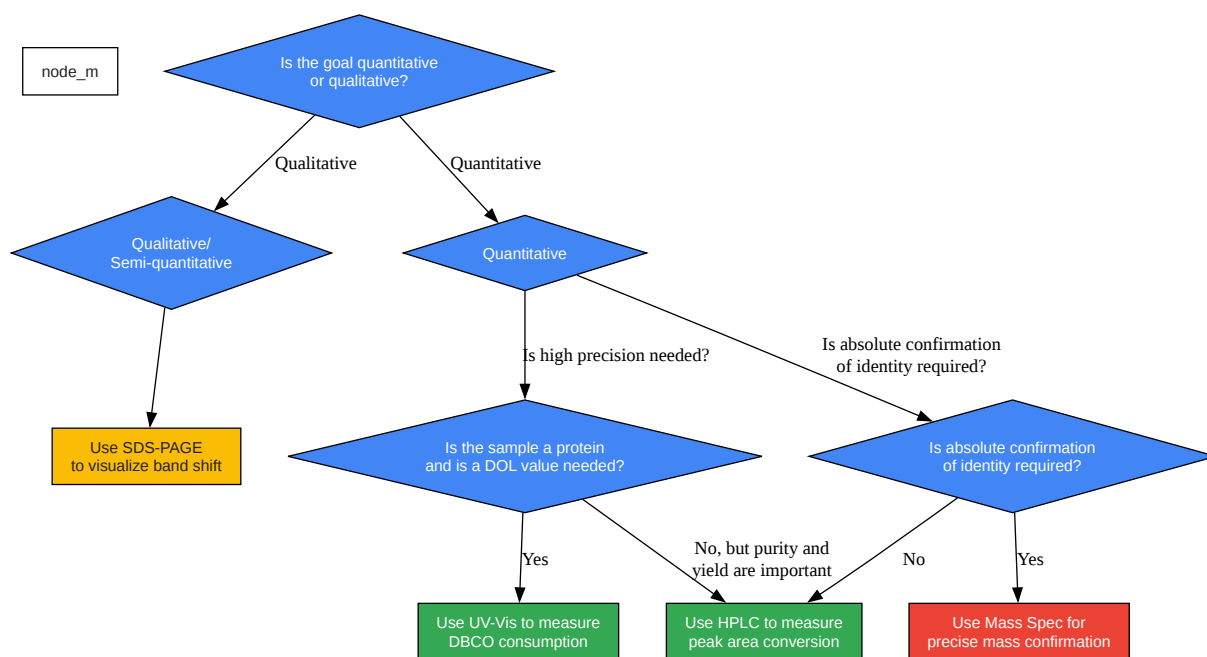 node_m
Is the goal quantitative
or qualitative?
Qualitative
Quantitative
Qualitative/
Semi-quantitative
Quantitative
Is high precision needed?
Is absolute confirmation
of identity required?
Use SDS-PAGE
to visualize band shift
Is the sample a protein
and is a DOL value needed?
Is absolute confirmation
of identity required?
Yes
No, but purity and
yield are important
No
Yes
Use UV-Vis to measure
DBCO consumption
Use HPLC to measure
peak area conversion
Use Mass Spec for
precise mass confirmation